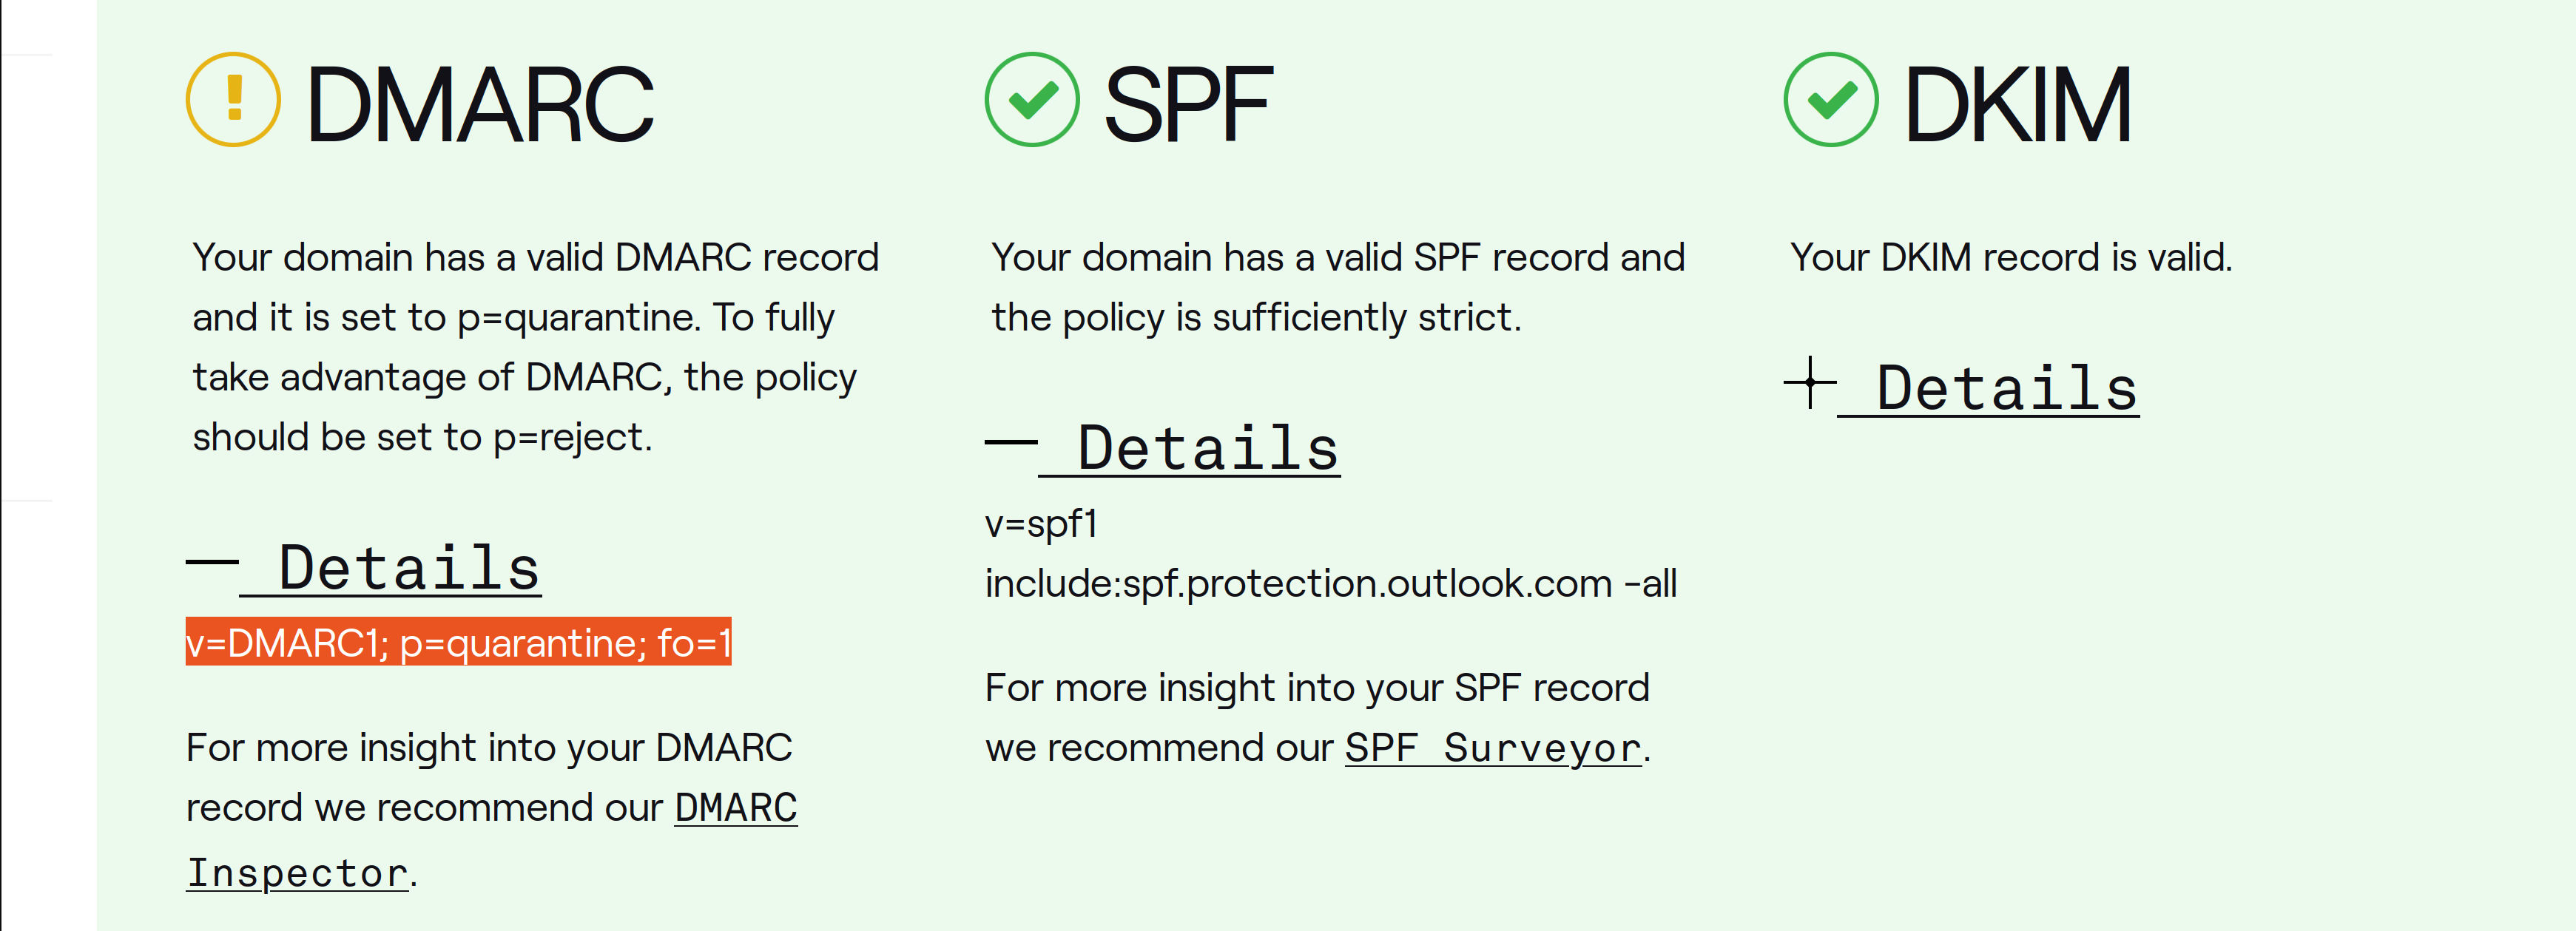 DMARC
Your domain has a valid DMARC record
and it is set to p=quarantine. To fully
take advantage of DMARC, the policy
should be set to p=reject.
Details
v=DMARC1; p=quarantine; fo=1
For more insight into your DMARC
record we recommend our DMARC
Inspector.
SPF
Your domain has a valid SPF record and
the policy is sufficiently strict.
Details
v=spf1
include:spf.protection.outlook.com -all
For more insight into your SPF record
we recommend our SPF Surveyor.
DKIM
Your DKIM record is valid.
Details